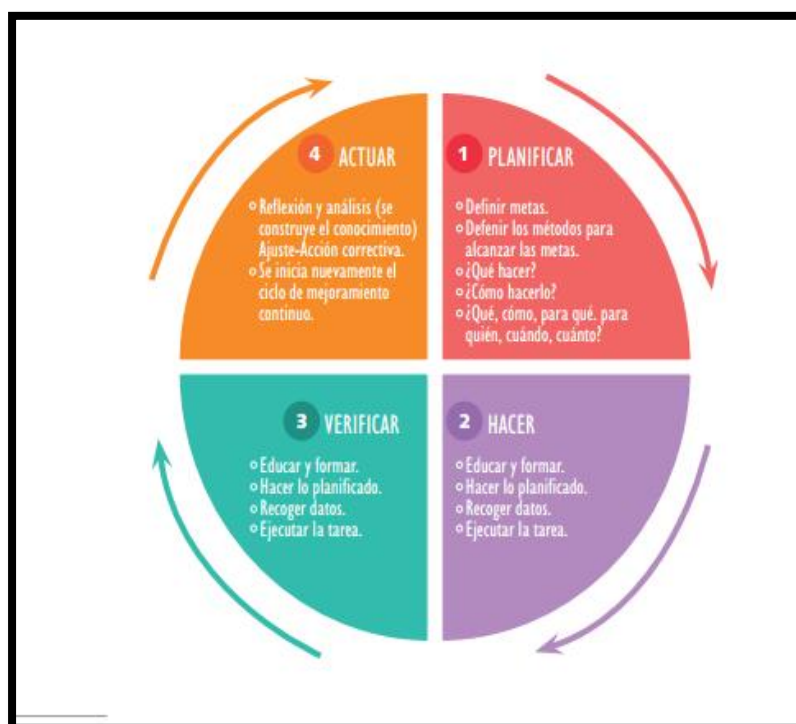 4 ACTUAR
Reflexión y análisis (se
construye el conocimiento)
Ajuste-Acción correctiva.
Se inicia nuevamente el
ciclo de mejoramiento
continuo.
1 PLANIFICAR
Definir metas.
Defenir los métodos para
alcanzar las metas.
¿Qué hacer?
¿Cómo hacerlo?
¿Qué, cómo, para qué. para
quién, cuándo, cuánto?
3 VERIFICAR
Educar y formar.
Hacer lo planificado.
Recoger datos.
Ejecutar la tarea.
2 HACER
Educar y formar.
Hacer lo planificado.
Recoger datos.
Ejecutar la tarea.